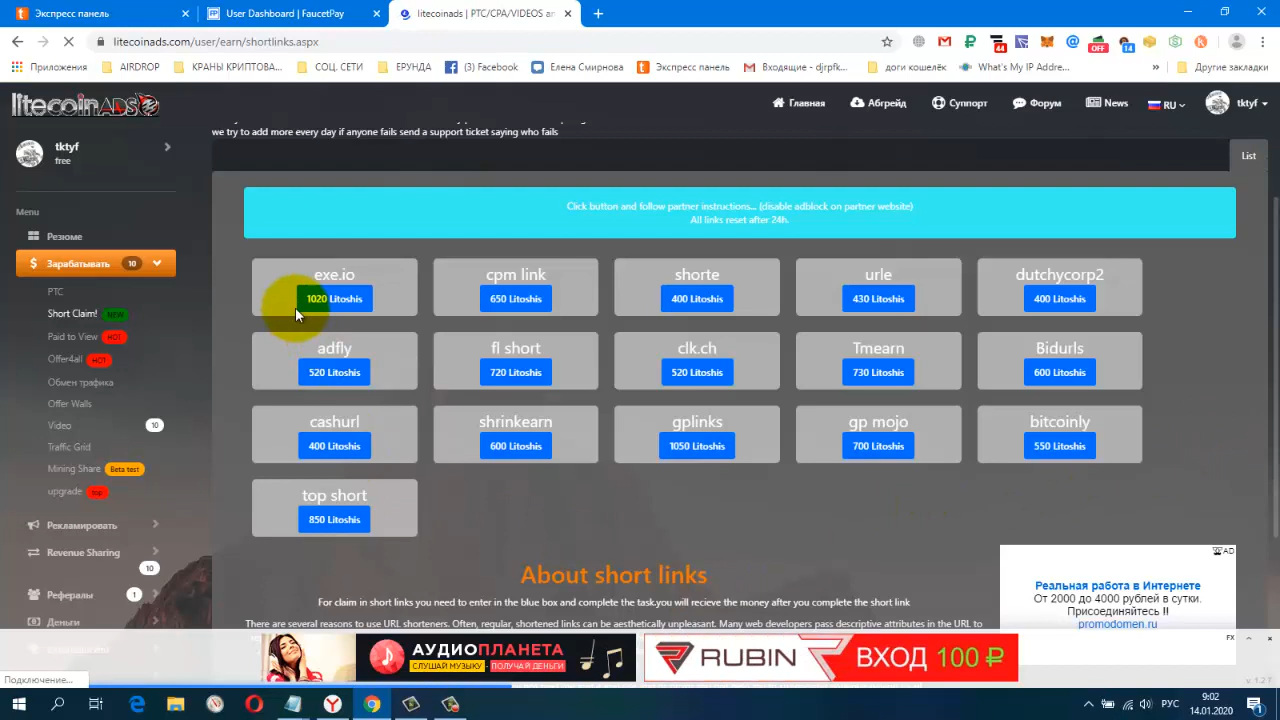 Экспресс панель
User Dashboard | FaucetPay
litecoinads | PTC/CPA/VIDEOS an
litecoinads.com/user/earn/shortlinks.aspx
44
OFF
14
Приложения
AIRDROP
КРАНЫ КРИПТОВА...
СОЦ. СЕТИ
ЕРУНДА
(3) Facebook
Елена Смирнова
Экспресс панель
Входящие - djrpfk...
доги кошелёк
What's My IP Addre...
»
Другие закладки
litecoinADS
Главная
Абгрейд
Суппорт
Форум
News
RU
tktyf
we try to add more every day if anyone fails send a support ticket saying who fails
tktyf
free
List
Menu
Click button and follow partner instructions... (disable adblock on partner website)
All links reset after 24h.
Резюме
$ Зарабатывать 10
PTC
Short Claim! NEW
Paid to View HOT
Offer4all HOT
Обмен трафика
Offer Walls
Video 10
Traffic Grid
Mining Share Beta test
upgrade top
Рекламировать
Revenue Sharing
10
Рефералы 1
Деньги
exe.io
1020 Litoshis
cpm link
650 Litoshis
shorte
400 Litoshis
urle
430 Litoshis
dutchycorp2
400 Litoshis
adfly
520 Litoshis
fl short
720 Litoshis
clk.ch
520 Litoshis
Tmearn
730 Litoshis
Bidurls
600 Litoshis
cashurl
400 Litoshis
shrinkearn
600 Litoshis
gplinks
1050 Litoshis
gp mojo
700 Litoshis
bitcoinly
550 Litoshis
top short
850 Litoshis
About short links
For claim in short links you need to enter in the blue box and complete the task.you will recieve the money after you complete the short link
There are several reasons to use URL shorteners. Often, regular, shortened links can be aesthetically unpleasant. Many web developers pass descriptive attributes in the URL to
AD
Реальная работа в Интернете
От 2000 до 4000 рублей в сутки.
Присоединяйтесь !!
promodomen.ru
АУДИОПЛАНЕТА
СЛУШАЙ МУЗЫКУ - ПОЛУЧАЙ ДЕНЬГИ
RUBIN
ВХОД 100 ₽
FX
v. 1.2.7
Подключение...
РУС
9:02
14.01.2020
1